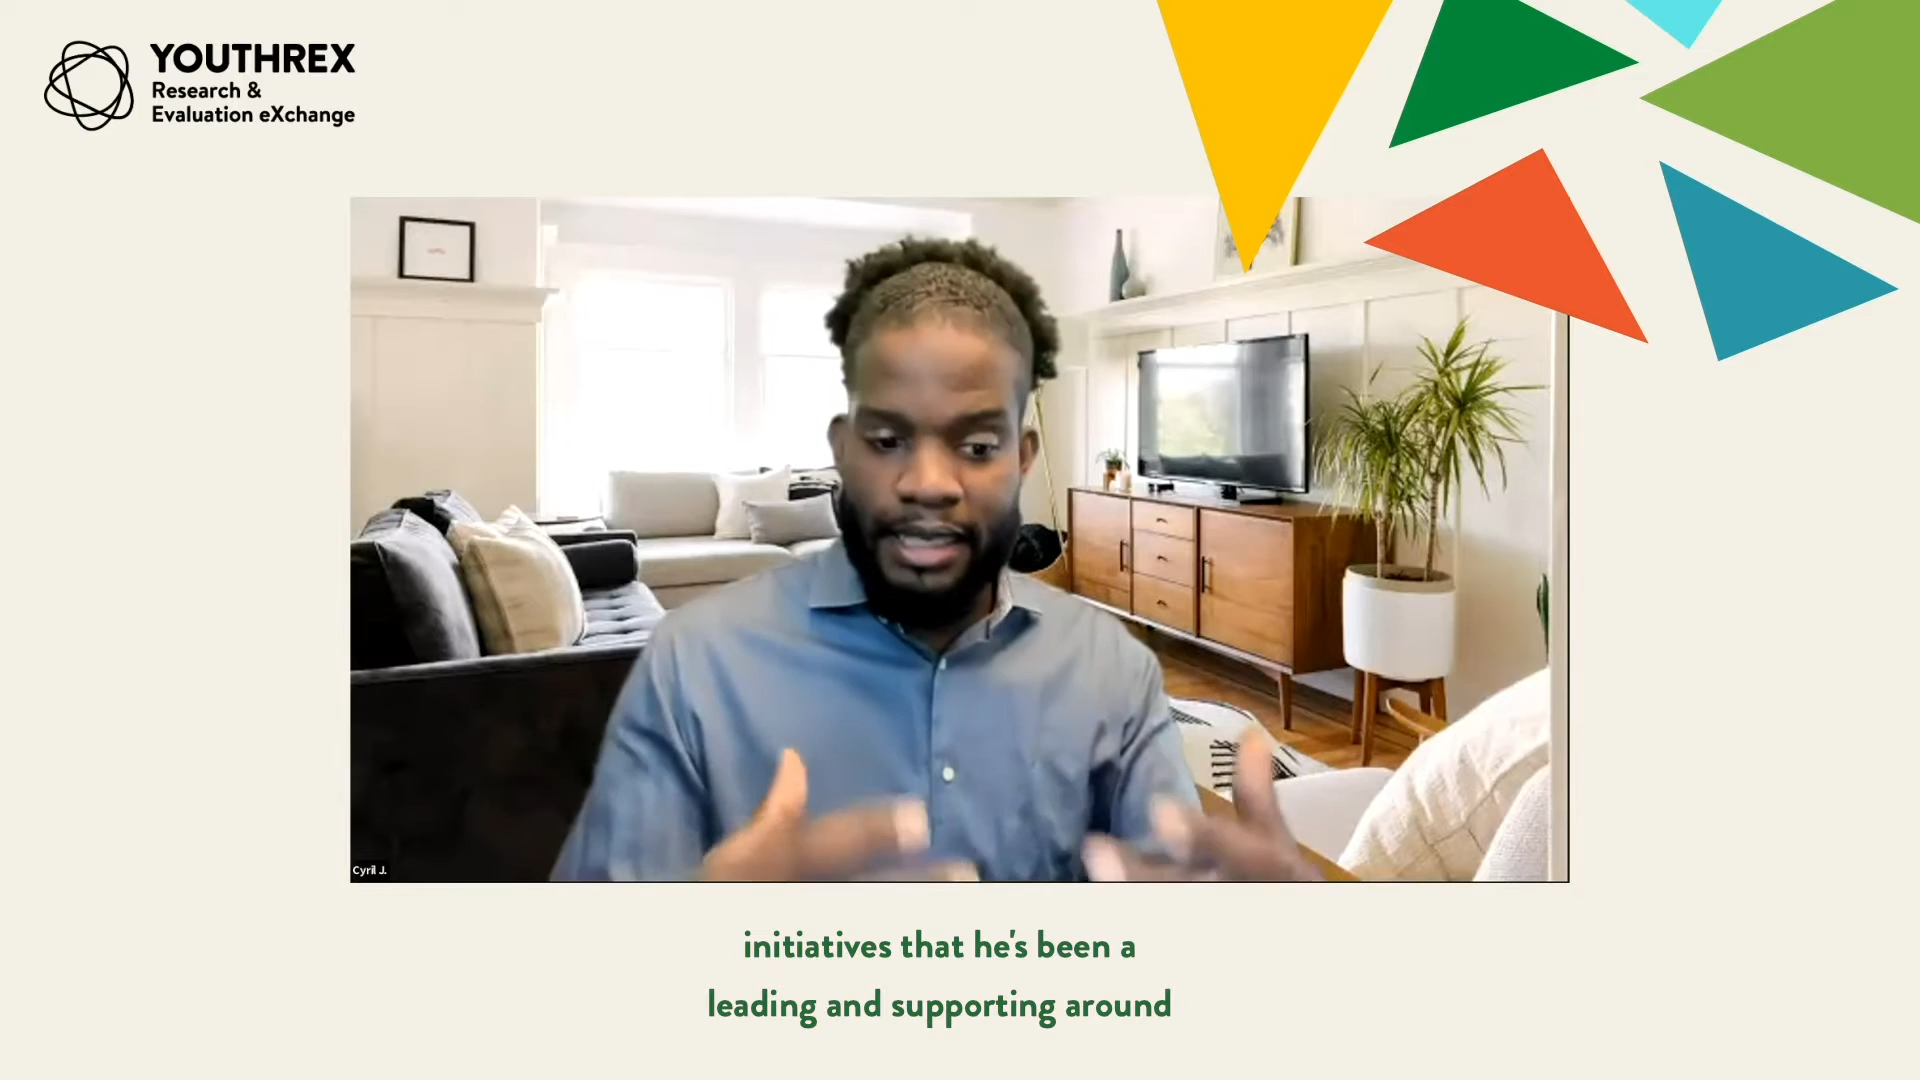 YOUTHREX
Research &
Evaluation eXchange
Cyril J.
initiatives that he's been a
leading and supporting around